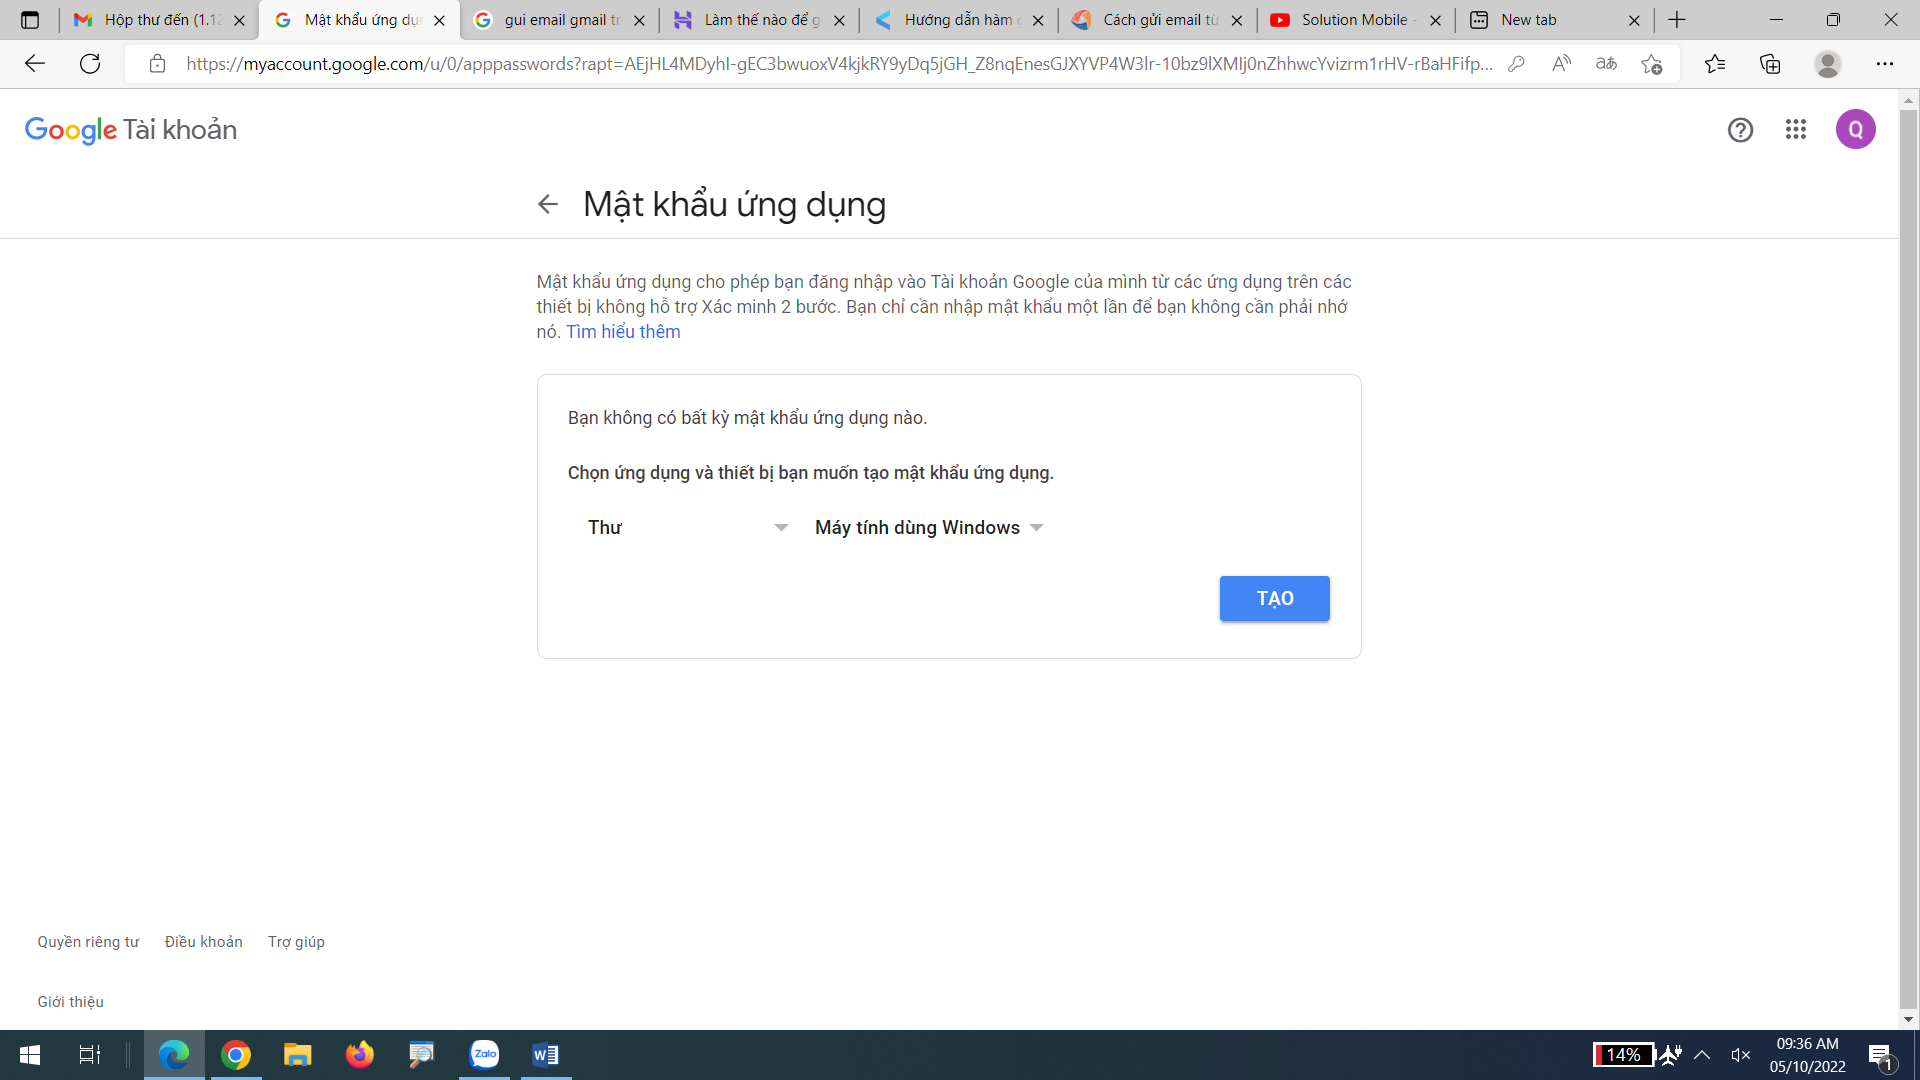 Hộp thư đến (1.12
Mật khẩu ứng dụ
gui email gmail tr
Làm thế nào để g
Hướng dẫn hàm
Cách gửi email từ
Solution Mobile -
New tab
https://myaccount.google.com/u/0/apppasswords?rapt=AEjHL4MDyhI-gEC3bwuoxV4kjkRY9yDq5jGH_Z8nqEnesGJXYVP4W3lr-10bz9lXMIj0nZhhwcYvizrm1rHV-rBaHFifp...
Google Tài khoản
Q
Mật khẩu ứng dụng
Mật khẩu ứng dụng cho phép bạn đăng nhập vào Tài khoản Google của mình từ các ứng dụng trên các
thiết bị không hỗ trợ Xác minh 2 bước. Bạn chỉ cần nhập mật khẩu một lần để bạn không cần phải nhớ
nó. Tìm hiểu thêm
Bạn không có bất kỳ mật khẩu ứng dụng nào.
Chọn ứng dụng và thiết bị bạn muốn tạo mật khẩu ứng dụng.
Thư
Máy tính dùng Windows
TẠO
Quyền riêng tư
Điều khoản
Trợ giúp
Giới thiệu
Zalo
14%
09:36 AM
05/10/2022
1